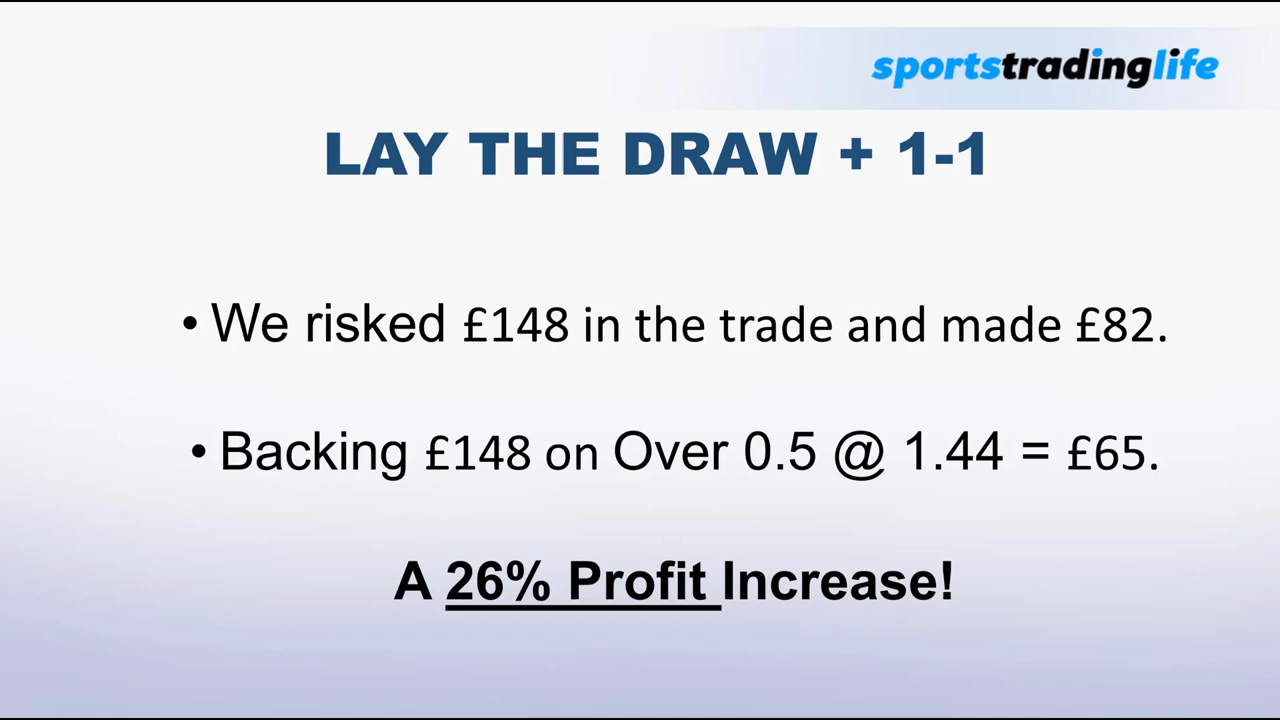 sportstradinglife
LAY THE DRAW + 1-1
• We risked £148 in the trade and made £82.
• Backing £148 on Over 0.5 @ 1.44 = £65.
A 26% Profit Increase!